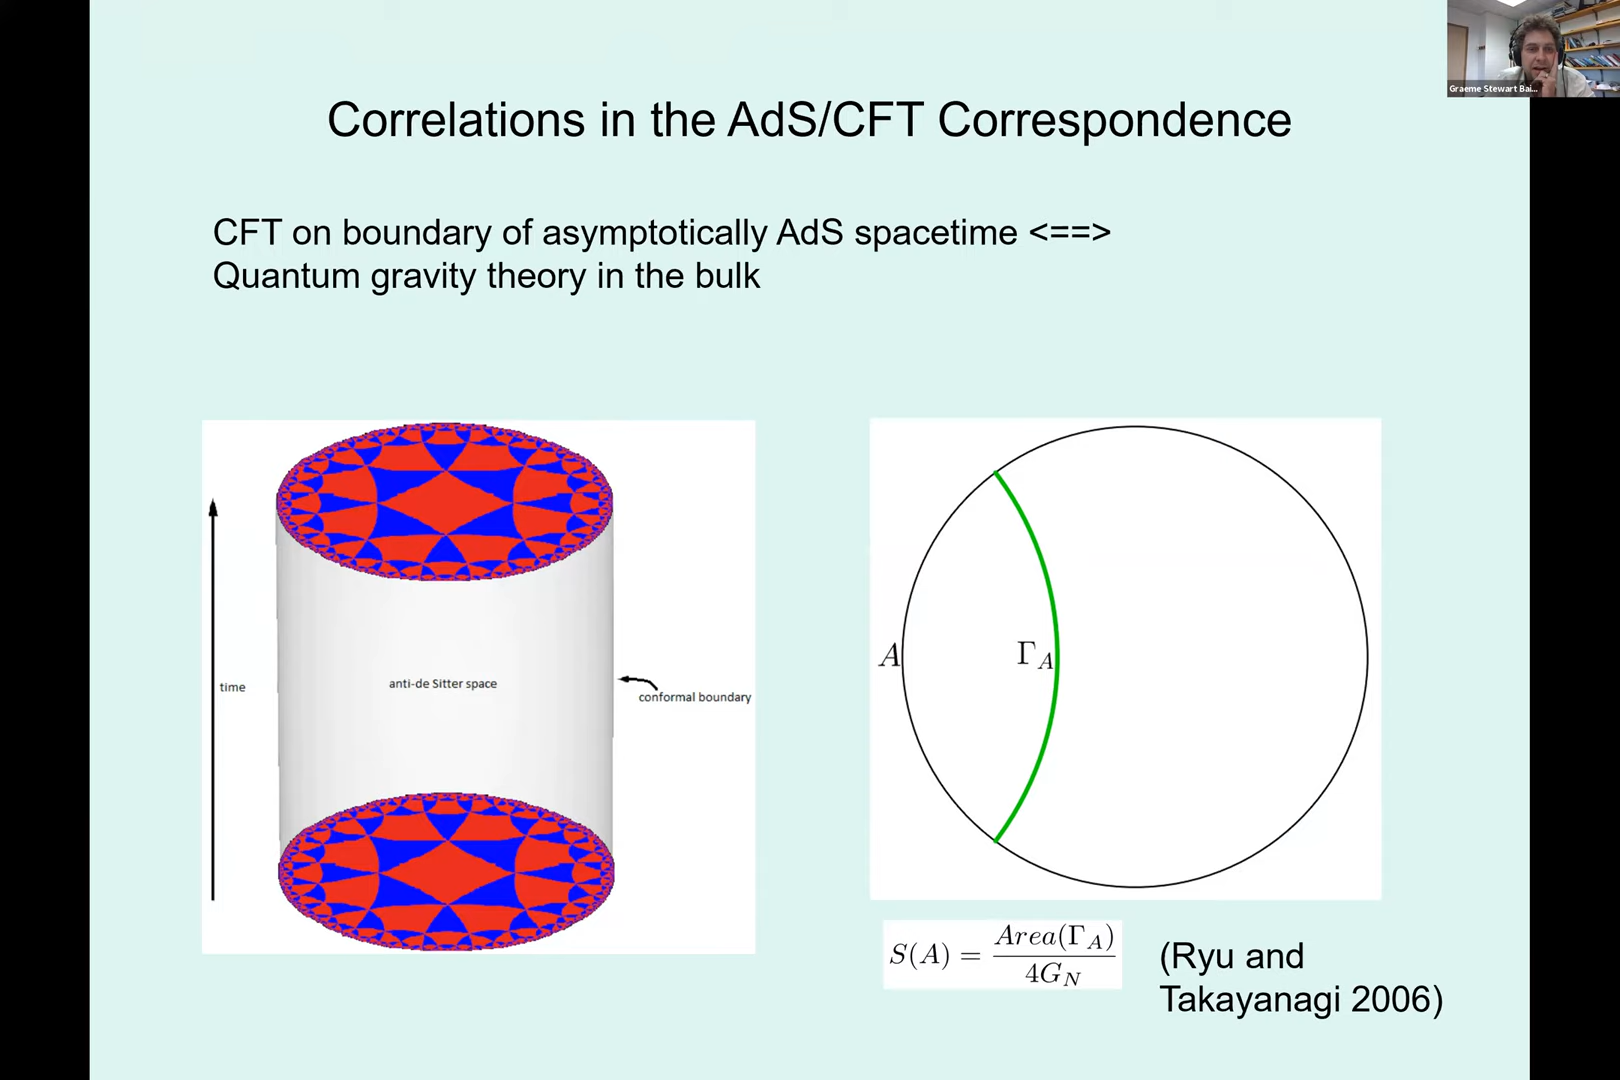 Graeme Stewart Bai...
Correlations in the AdS/CFT Correspondence
CFT on boundary of asymptotically AdS spacetime <==>
Quantum gravity theory in the bulk
time
anti-de Sitter space
conformal boundary
A
Γ_A
S(A) = Area(Γ_A) / 4G_N
(Ryu and
Takayanagi 2006)